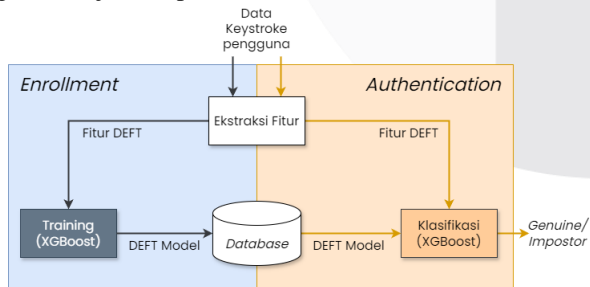 Data
Keystroke
pengguna
Enrollment
Authentication
Ekstraksi Fitur
Fitur DEFT
Fitur DEFT
Training
(XGBoost)
DEFT Model
Database
DEFT Model
Klasifikasi
(XGBoost)
Genuine/
Impostor